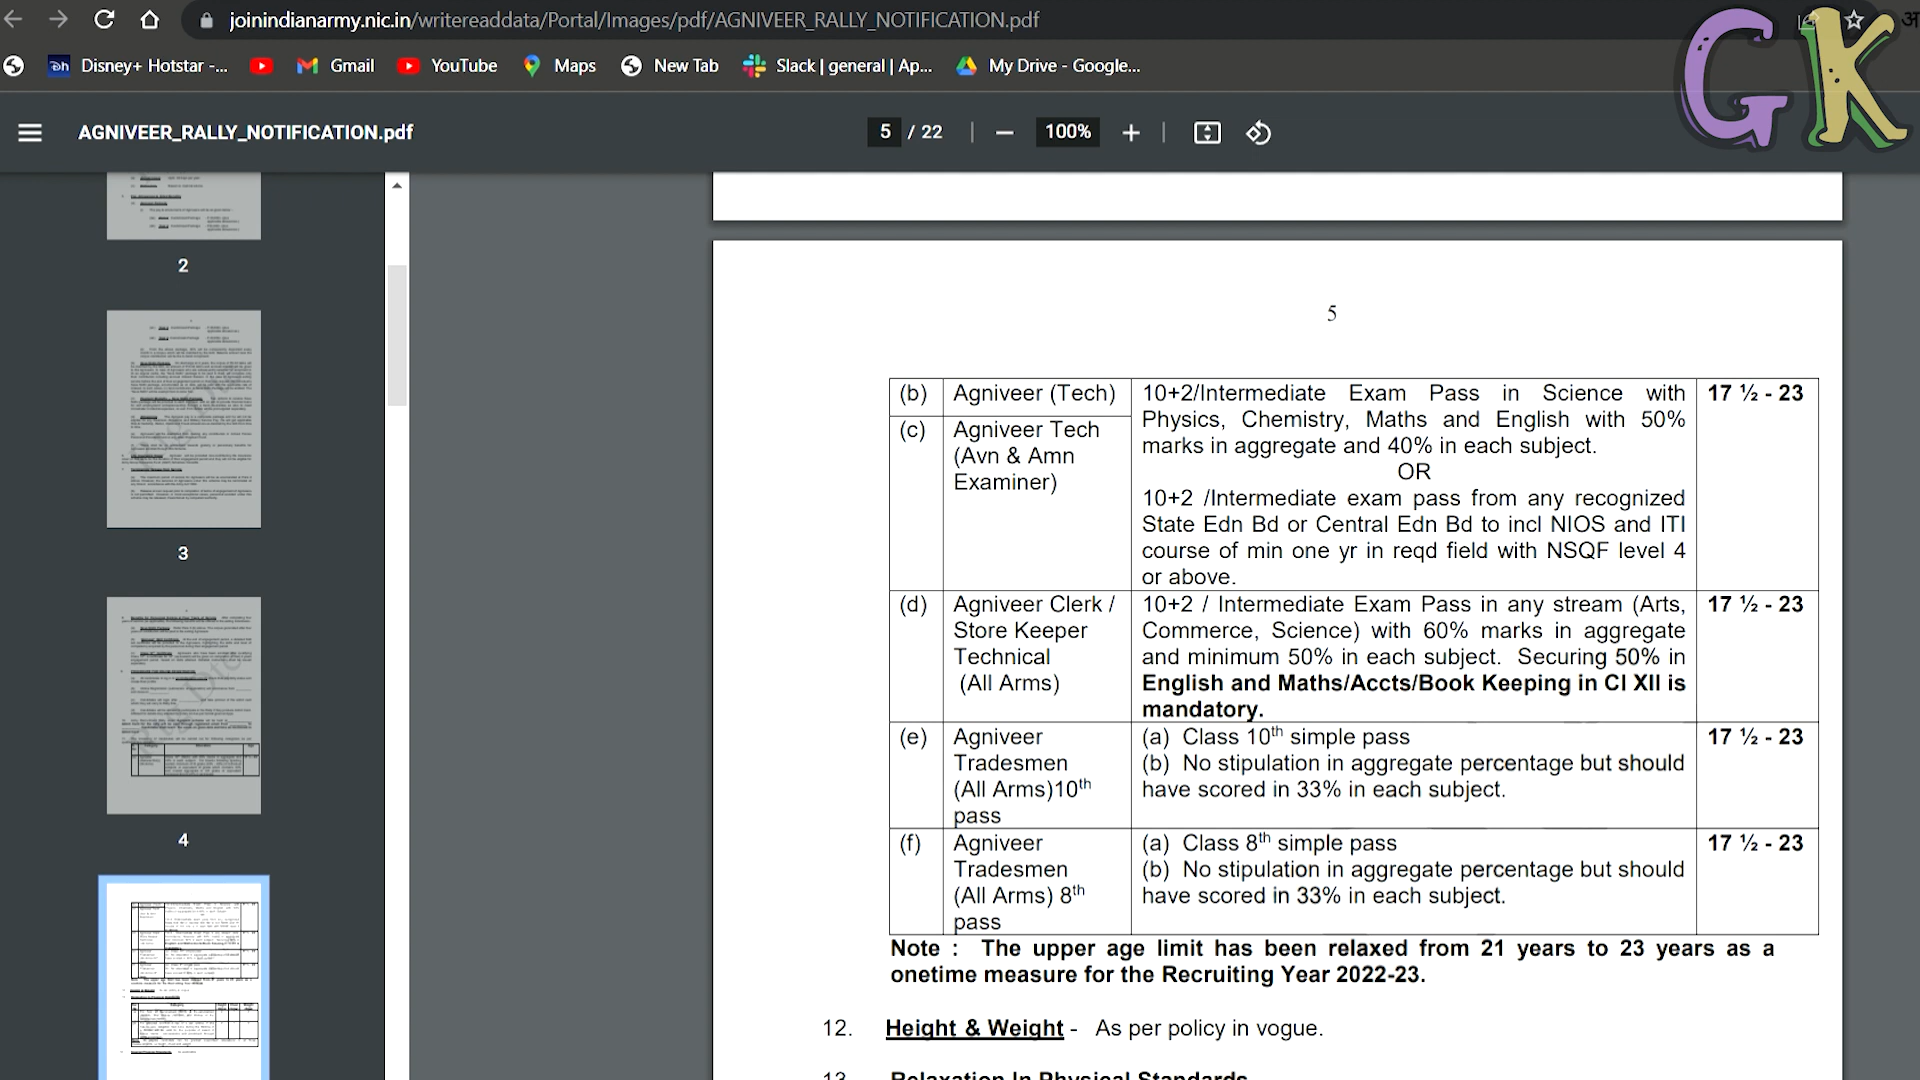 joinindianarmy.nic.in/writereaddata/Portal/Images/pdf/AGNIVEER_RALLY_NOTIFICATION.pdf
GK
Disney+ Hotstar -... Gmail YouTube Maps New Tab Slack | general | Ap... My Drive - Google...
AGNIVEER_RALLY_NOTIFICATION.pdf 5 / 22 100%
2
3
4
5
(b) Agniveer (Tech) 10+2/Intermediate Exam Pass in Science with 17 ½ - 23
(c) Agniveer Tech Physics, Chemistry, Maths and English with 50%
(Avn & Amn marks in aggregate and 40% in each subject.
Examiner) OR
10+2 /Intermediate exam pass from any recognized
State Edn Bd or Central Edn Bd to incl NIOS and ITI
course of min one yr in reqd field with NSQF level 4
or above.
(d) Agniveer Clerk / 10+2 / Intermediate Exam Pass in any stream (Arts, 17 ½ - 23
Store Keeper Commerce, Science) with 60% marks in aggregate
Technical and minimum 50% in each subject. Securing 50% in
(All Arms) English and Maths/Accts/Book Keeping in Cl XII is
mandatory.
(e) Agniveer (a) Class 10th simple pass 17 ½ - 23
Tradesmen (b) No stipulation in aggregate percentage but should
(All Arms)10th have scored in 33% in each subject.
pass
(f) Agniveer (a) Class 8th simple pass 17 ½ - 23
Tradesmen (b) No stipulation in aggregate percentage but should
(All Arms) 8th have scored in 33% in each subject.
pass
Note : The upper age limit has been relaxed from 21 years to 23 years as a
onetime measure for the Recruiting Year 2022-23.
12. Height & Weight - As per policy in vogue.
13. Relaxation In Physical Standards